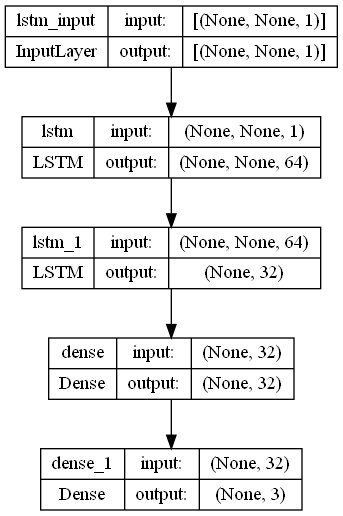 lstm_input input: [(None, None, 1)]
InputLayer output: [(None, None, 1)]
lstm input: (None, None, 1)
LSTM output: (None, None, 64)
lstm_1 input: (None, None, 64)
LSTM output: (None, 32)
dense input: (None, 32)
Dense output: (None, 32)
dense_1 input: (None, 32)
Dense output: (None, 3)